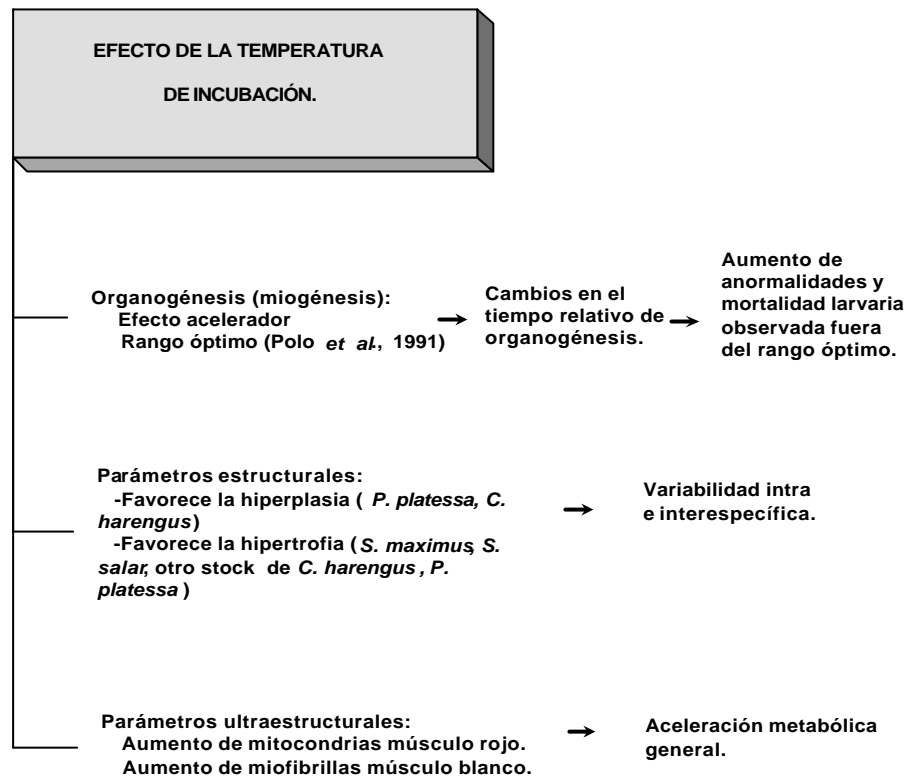 EFECTO DE LA TEMPERATURA
DE INCUBACIÓN.
Organogénesis (miogénesis):
Efecto acelerador
Rango óptimo (Polo et al., 1991)
Cambios en el
tiempo relativo de
organogénesis.
Aumento de
anormalidades y
mortalidad larvaria
observada fuera
del rango óptimo.
Parámetros estructurales:
-Favorece la hiperplasia ( P. platessa, C.
harengus)
-Favorece la hipertrofia (S. maximus, S.
salar, otro stock de C. harengus , P.
platessa )
Variabilidad intra
e interespecífica.
Parámetros ultraestructurales:
Aumento de mitocondrias músculo rojo.
Aumento de miofibrillas músculo blanco.
Aceleración metabólica
general.